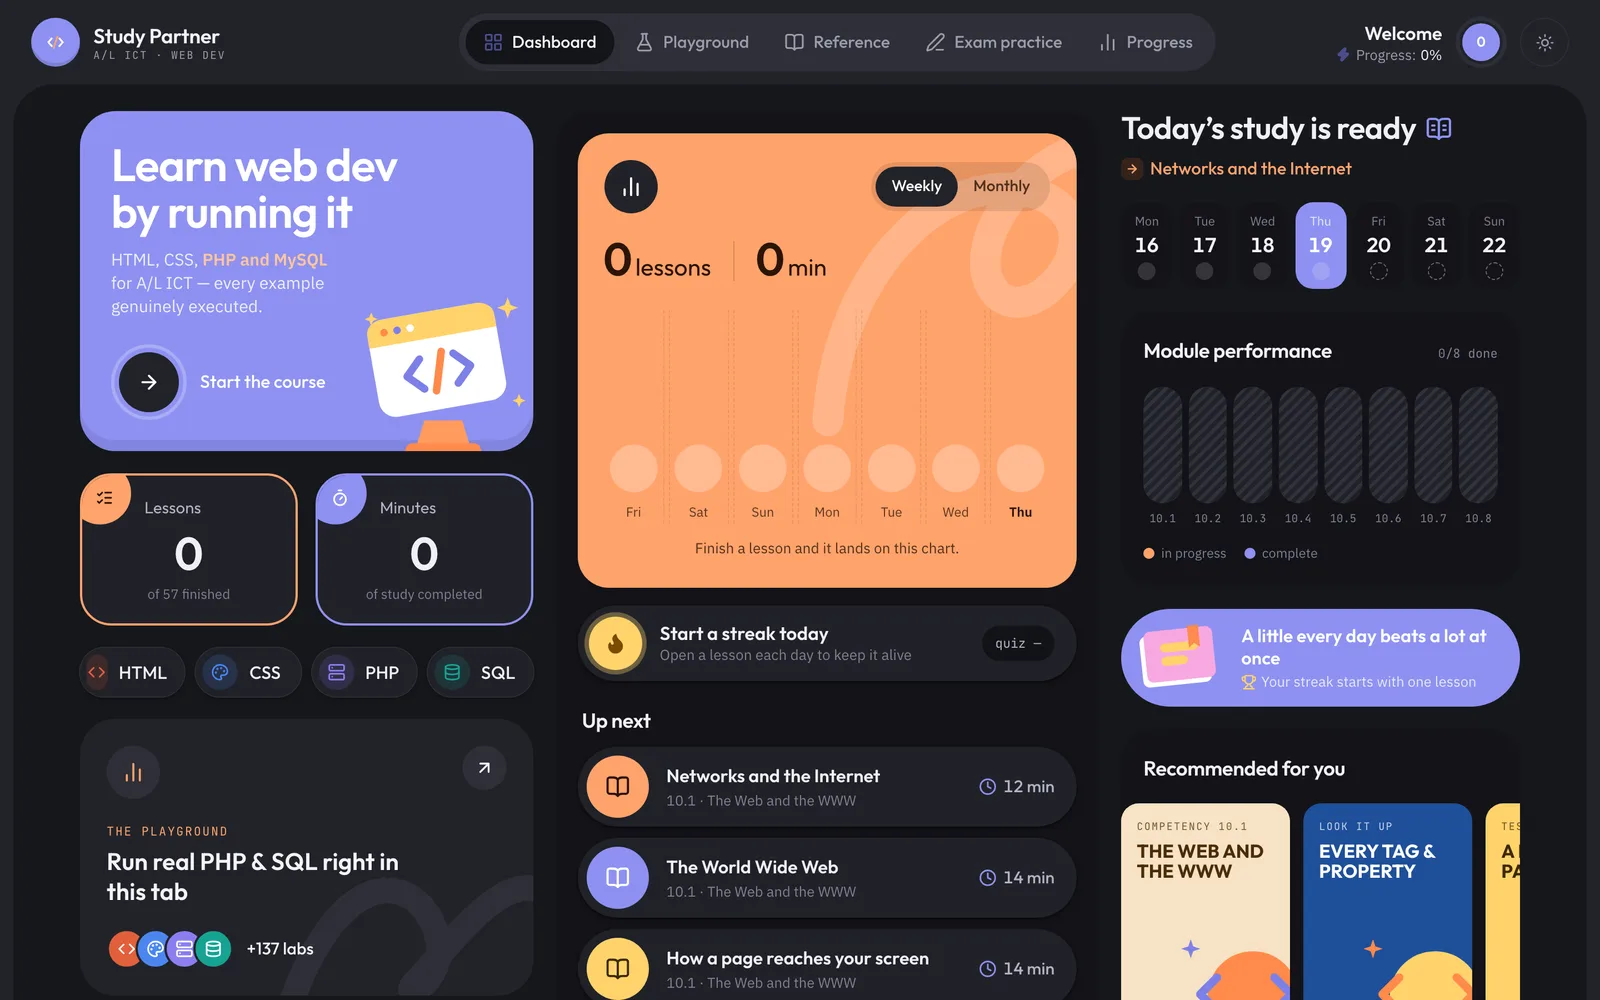 Study Partner
A/L ICT · WEB DEV
Dashboard
Playground
Reference
Exam practice
Progress
Welcome
Progress: 0%
0
Learn web dev
by running it
HTML, CSS, PHP and MySQL
for A/L ICT — every example
genuinely executed.
Start the course
Lessons
0
of 57 finished
Minutes
0
of study completed
HTML
CSS
PHP
SQL
THE PLAYGROUND
Run real PHP & SQL right in
this tab
+137 labs
Weekly
Monthly
0 lessons
0 min
Fri
Sat
Sun
Mon
Tue
Wed
Thu
Finish a lesson and it lands on this chart.
Start a streak today
Open a lesson each day to keep it alive
quiz —
Up next
Networks and the Internet
10.1 · The Web and the WWW
12 min
The World Wide Web
10.1 · The Web and the WWW
14 min
How a page reaches your screen
10.1 · The Web and the WWW
14 min
Today's study is ready
Networks and the Internet
Mon
16
Tue
17
Wed
18
Thu
19
Fri
20
Sat
21
Sun
22
Module performance
0/8 done
10.1
10.2
10.3
10.4
10.5
10.6
10.7
10.8
in progress
complete
A little every day beats a lot at
once
Your streak starts with one lesson
Recommended for you
COMPETENCY 10.1
THE WEB AND
THE WWW
LOOK IT UP
EVERY TAG &
PROPERTY